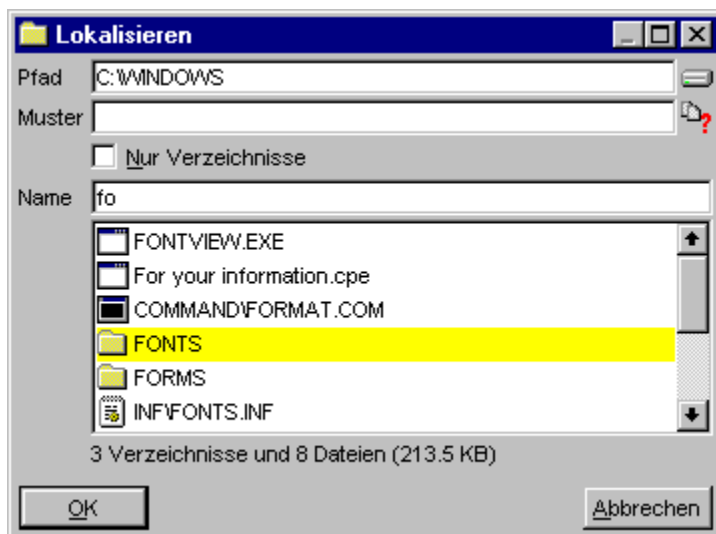 Lokalisieren
Pfad C:\WINDOWS
Muster
Nur Verzeichnisse
Name fo
FONTVIEW.EXE
For your information.cpe
COMMAND\FORMAT.COM
FONTS
FORMS
INF\FONTS.INF
3 Verzeichnisse und 8 Dateien (213.5 KB)
OK Abbrechen